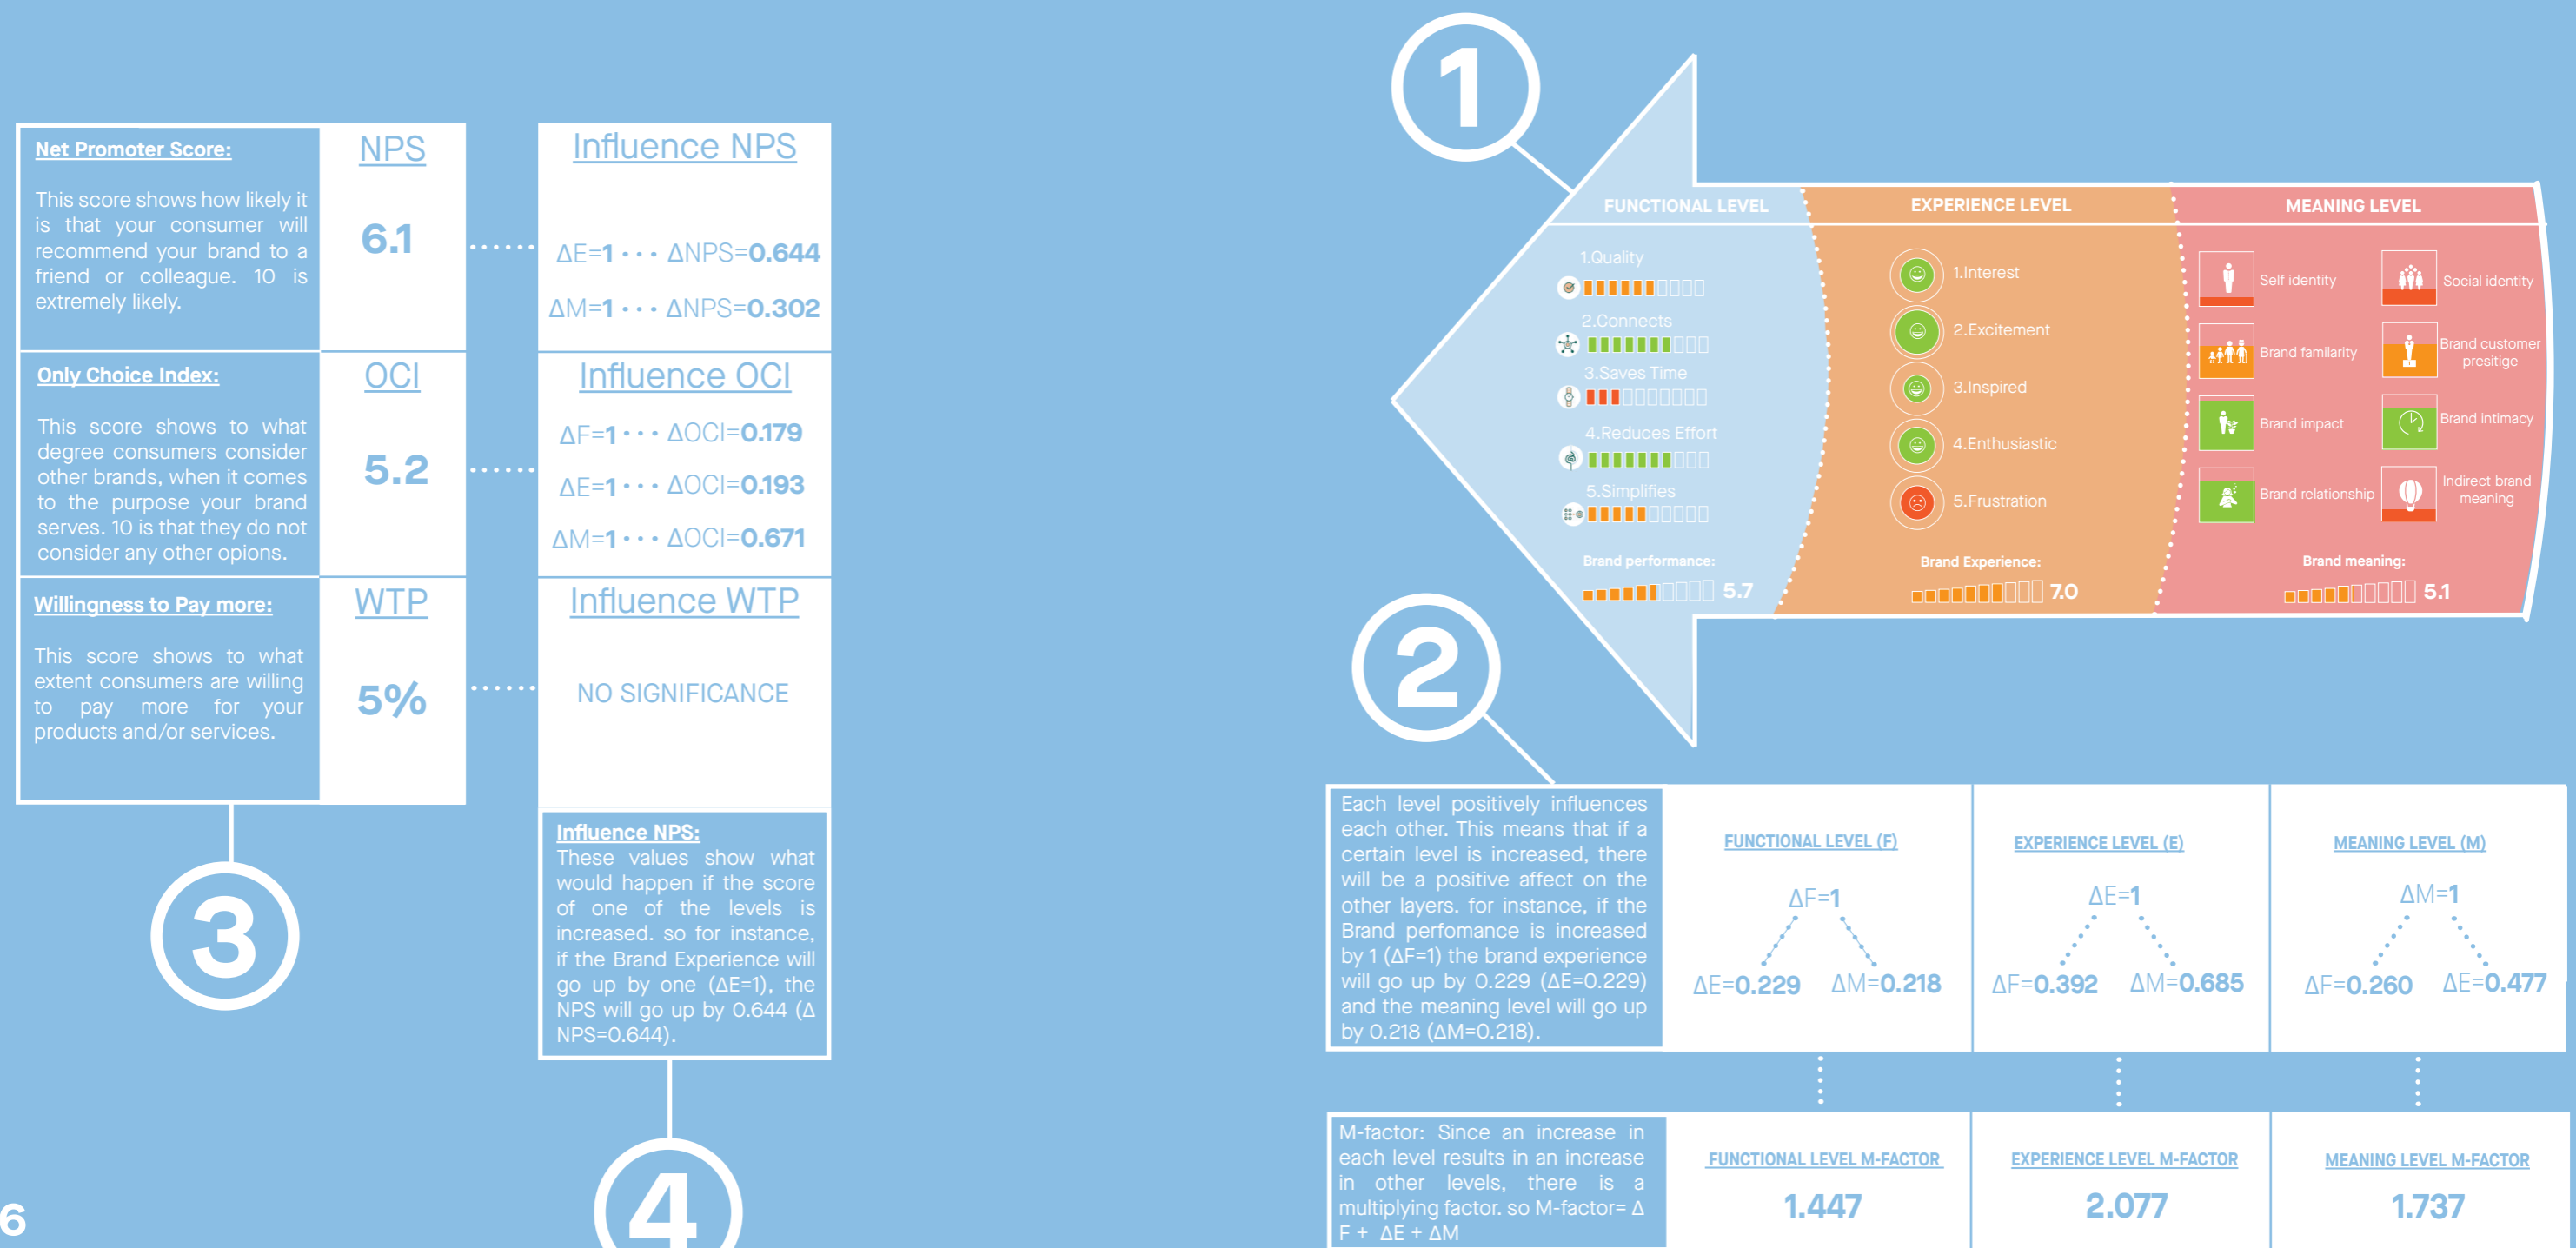 Net Promoter Score:
This score shows how likely it
is that your consumer will
recommend your brand to a
friend or colleague. 10 is
extremely likely.
NPS
6.1
Influence NPS
ΔE=1 ··· ΔNPS=0.644
ΔM=1 ··· ΔNPS=0.302
Only Choice Index:
This score shows to what
degree consumers consider
other brands, when it comes
to the purpose your brand
serves. 10 is that they do not
consider any other opions.
OCI
5.2
Influence OCI
ΔF=1 ··· ΔOCI=0.179
ΔE=1 ··· ΔOCI=0.193
ΔM=1 ··· ΔOCI=0.671
Willingness to Pay more:
This score shows to what
extent consumers are willing
to pay more for your
products and/or services.
WTP
5%
Influence WTP
NO SIGNIFICANCE
3
Influence NPS:
These values show what
would happen if the score
of one of the levels is
increased. so for instance,
if the Brand Experience will
go up by one (ΔE=1), the
NPS will go up by 0.644 (Δ
NPS=0.644).
4
6
1
FUNCTIONAL LEVEL
1.Quality
2.Connects
3.Saves Time
4.Reduces Effort
5.Simplifies
Brand performance:
5.7
EXPERIENCE LEVEL
1.Interest
2.Excitement
3.Inspired
4.Enthusiastic
5.Frustration
Brand Experience:
7.0
MEANING LEVEL
Self identity
Social identity
Brand familarity
Brand customer
presitige
Brand impact
Brand intimacy
Brand relationship
Indirect brand
meaning
Brand meaning:
5.1
2
Each level positively influences
each other. This means that if a
certain level is increased, there
will be a positive affect on the
other layers. for instance, if the
Brand perfomance is increased
by 1 (ΔF=1) the brand experience
will go up by 0.229 (ΔE=0.229)
and the meaning level will go up
by 0.218 (ΔM=0.218).
FUNCTIONAL LEVEL (F)
ΔF=1
ΔE=0.229 ΔM=0.218
EXPERIENCE LEVEL (E)
ΔE=1
ΔF=0.392 ΔM=0.685
MEANING LEVEL (M)
ΔM=1
ΔF=0.260 ΔE=0.477
M-factor: Since an increase in
each level results in an increase
in other levels, there is a
multiplying factor. so M-factor= Δ
F + ΔE + ΔM
FUNCTIONAL LEVEL M-FACTOR
1.447
EXPERIENCE LEVEL M-FACTOR
2.077
MEANING LEVEL M-FACTOR
1.737